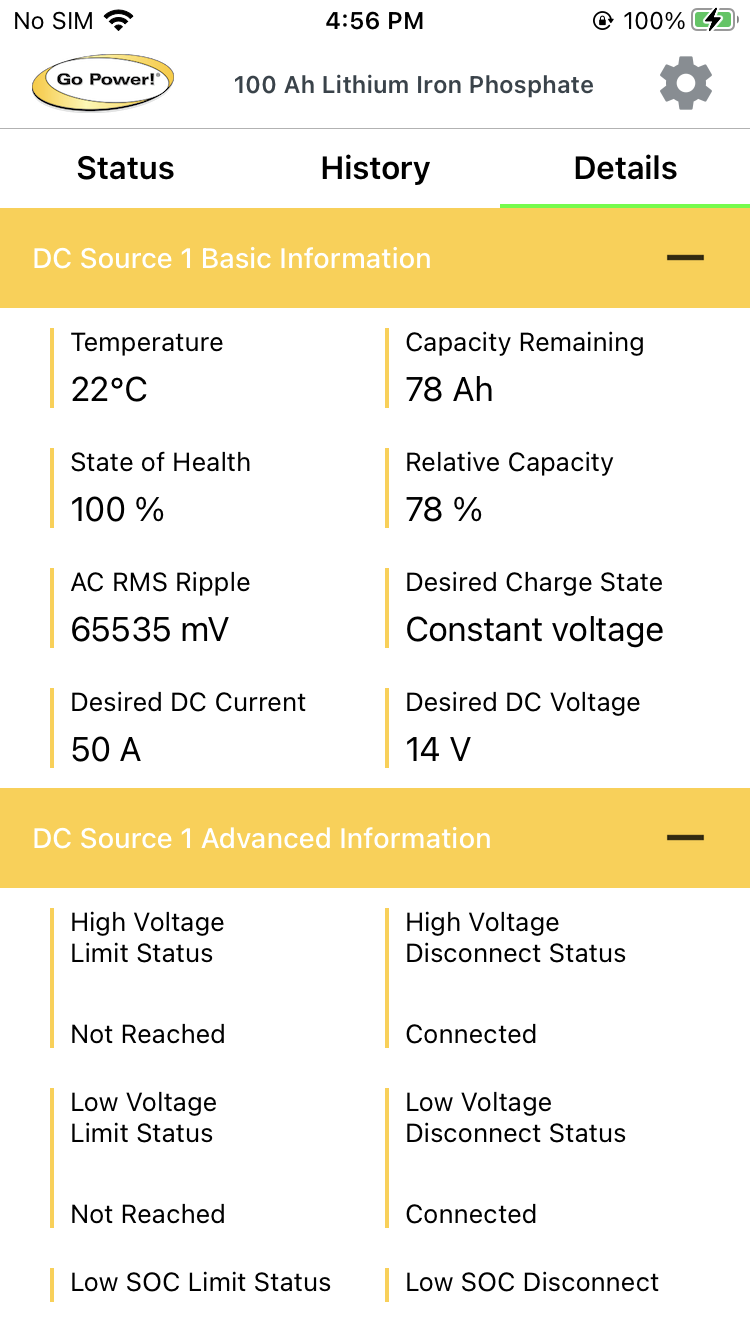 No SIM 4:56 PM 100%
Go Power!® 100 Ah Lithium Iron Phosphate
Status History Details
DC Source 1 Basic Information
Temperature Capacity Remaining
22°C 78 Ah
State of Health Relative Capacity
100 % 78 %
AC RMS Ripple Desired Charge State
65535 mV Constant voltage
Desired DC Current Desired DC Voltage
50 A 14 V
DC Source 1 Advanced Information
High Voltage High Voltage
Limit Status Disconnect Status
Not Reached Connected
Low Voltage Low Voltage
Limit Status Disconnect Status
Not Reached Connected
Low SOC Limit Status Low SOC Disconnect